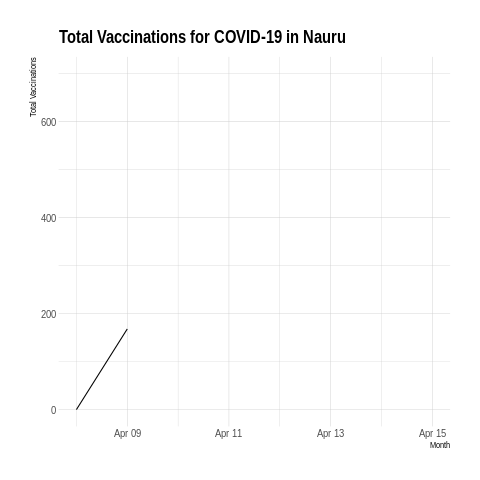 Total Vaccinations for COVID-19 in Nauru
Total Vaccinations
600
400
200
0
Apr 09 Apr 11 Apr 13 Apr 15
Month